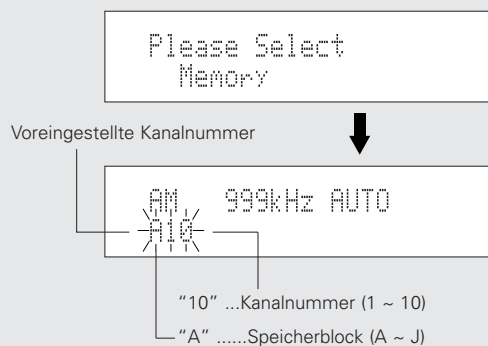 Please Select
Memory
Voreingestellte Kanalnummer
AM 999kHz AUTO
A10
"10" ...Kanalnummer (1 ~ 10)
"A" ......Speicherblock (A ~ J)